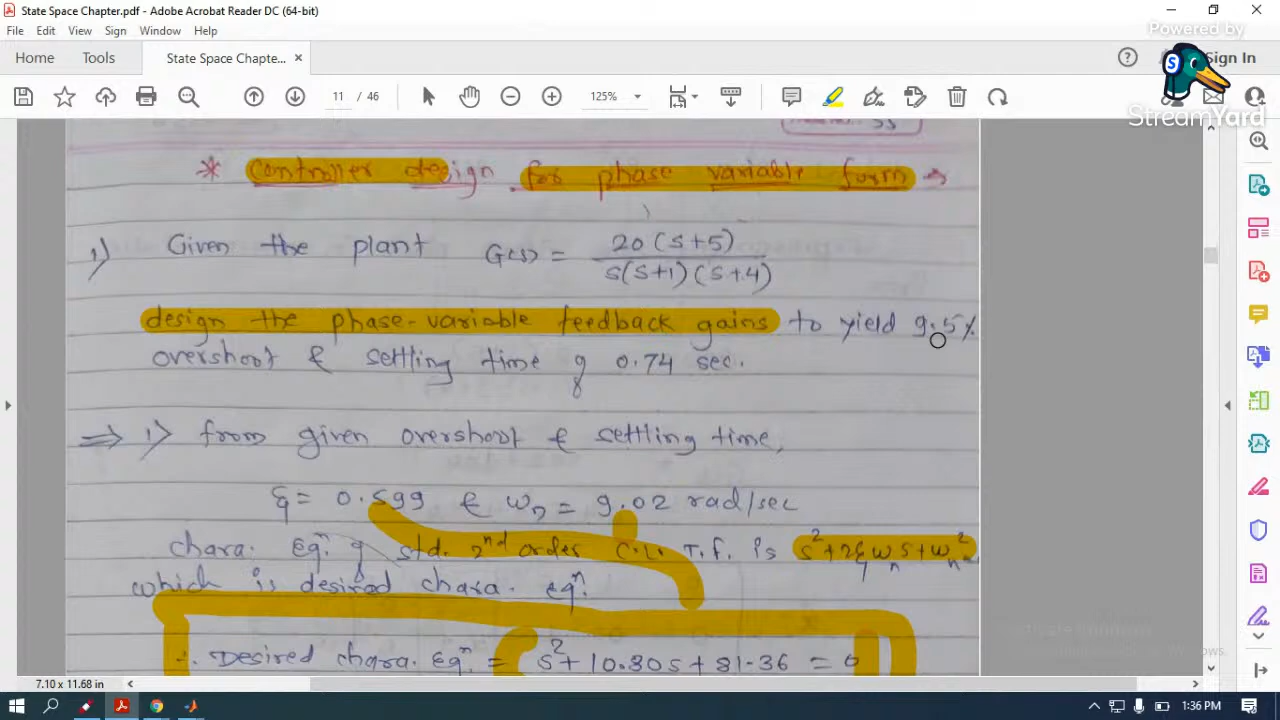 State Space Chapter.pdf - Adobe Acrobat Reader DC (64-bit)
File Edit View Sign Window Help
Powered by
StreamYard
Home Tools State Space Chapte... × Sign In
11 / 46 125%
* Controller design for phase variable form →
1) Given the plant G(s) = 20(s+5) / s(s+1)(s+4)
design the phase-variable feedback gains to yield 9.5%
overshoot & settling time of 0.74 sec.
⇒ 1) from given overshoot & settling time,
ξ = 0.599 & ωn = 9.02 rad/sec
chara. Eqn of std. 2nd order C.L. T.F. is s²+2ξωn s+ωn²
which is desired chara. eqn.
∴ Desired chara. Eqn = s²+10.80s+81.36 = 0
7.10 x 11.68 in
1:36 PM